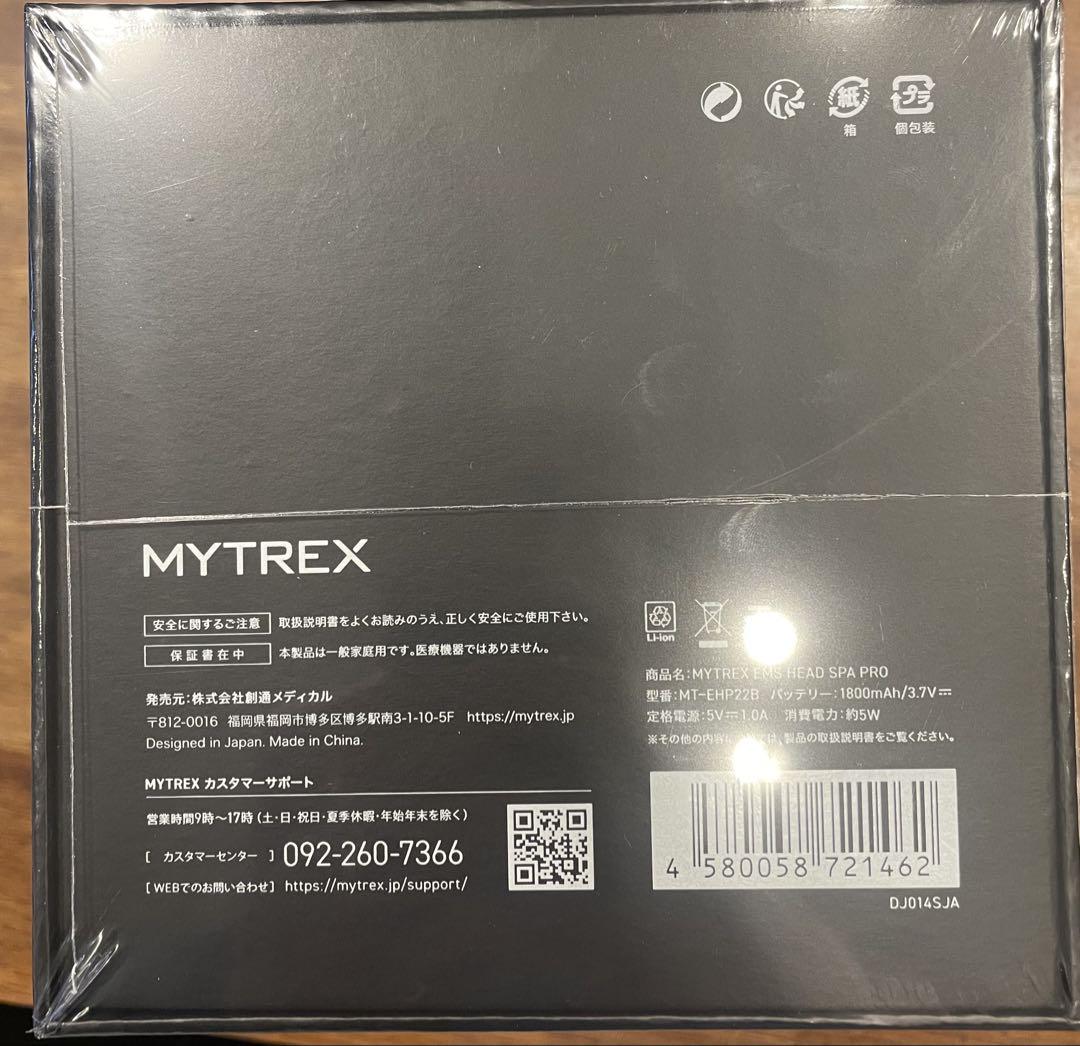 紙
プラ
箱
個包装
MYTREX
安全に関するご注意 取扱説明書をよくお読みのうえ、正しく安全にご使用下さい。
保証書在中 本製品は一般家庭用です。医療機器ではありません。
発売元:株式会社創通メディカル
〒812-0016 福岡県福岡市博多区博多駅南3-1-10-5F https://mytrex.jp
Designed in Japan. Made in China.
MYTREX カスタマーサポート
営業時間9時〜17時(土・日・祝日・夏季休暇・年始年末を除く)
[ カスタマーセンター ] 092-260-7366
[WEBでのお問い合わせ] https://mytrex.jp/support/
Li-ion
商品名:MYTREX EMS HEAD SPA PRO
型番:MT-EHP22B バッテリー:1800mAh/3.7V⎓
定格電源:5V⎓1.0A 消費電力:約5W
※その他の内容に は、製品の取扱説明書をご覧ください。
4 580058 721462
DJ014SJA